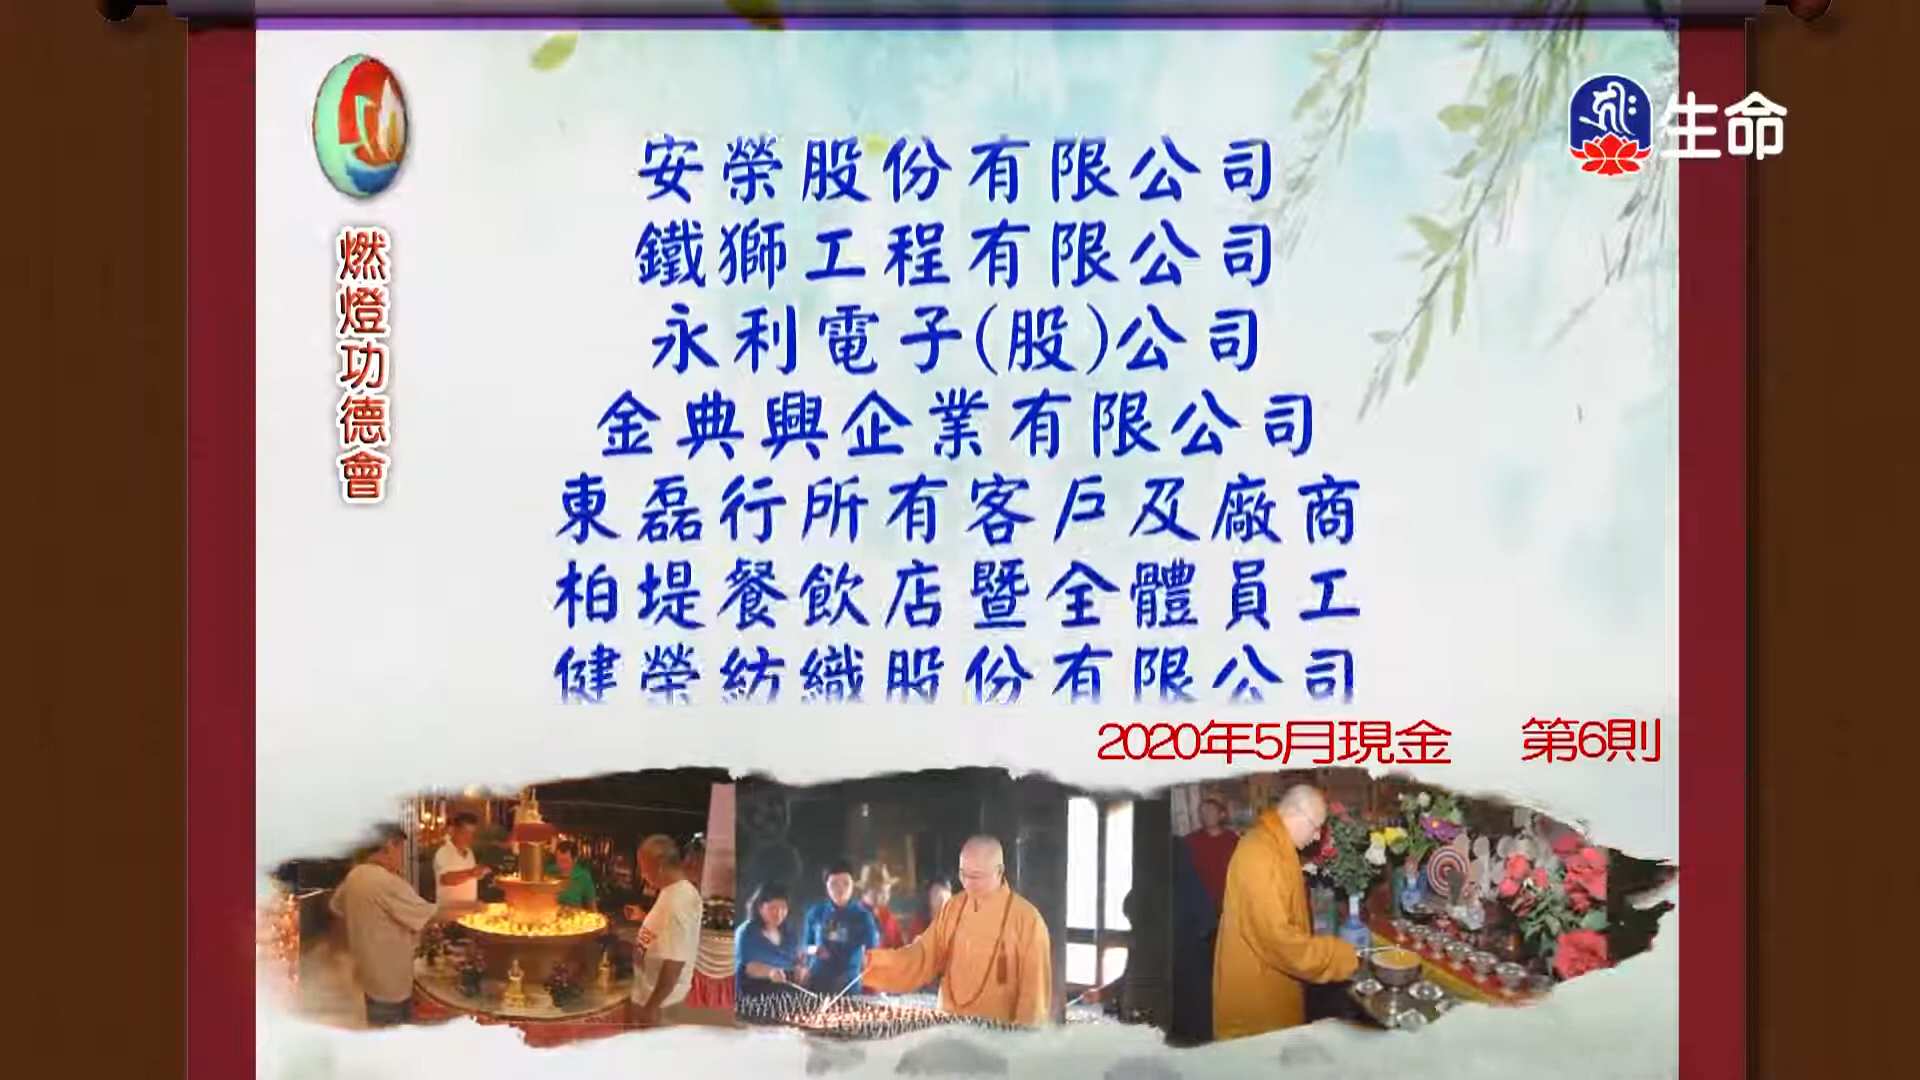 生命
燃燈功德會
安榮股份有限公司
鐵獅工程有限公司
永利電子(股)公司
金典興企業有限公司
東磊行所有客戶及廠商
柏堤餐飲店暨全體員工
健榮紡織股份有限公司
2020年5月現金 第6則